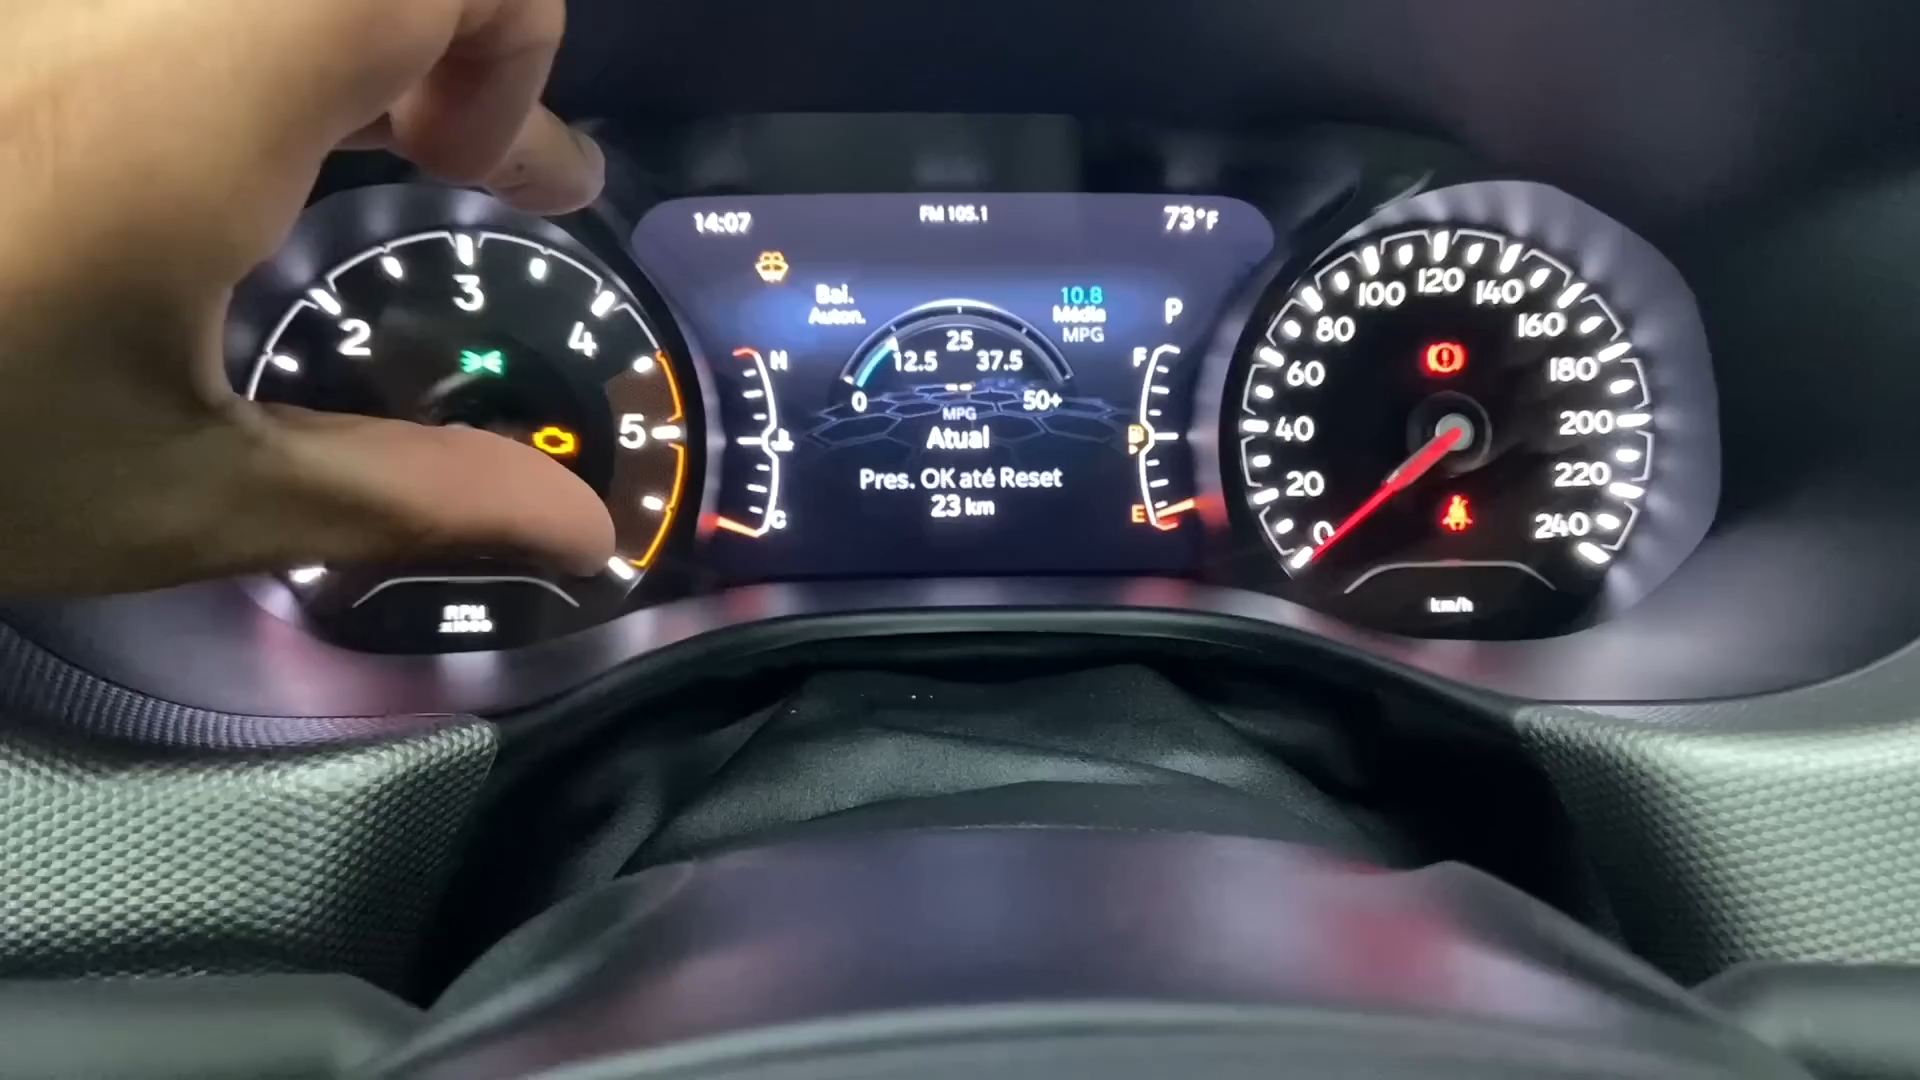 14:07
FM 105.1
73°F
Bai.
Auton.
10.8
Média
MPG
P
H
C
F
E
0
12.5
25
37.5
50+
MPG
Atual
Pres. OK até Reset
23 km
2
3
4
5
RPM
x1000
0
20
40
60
80
100
120
140
160
180
200
220
240
km/h